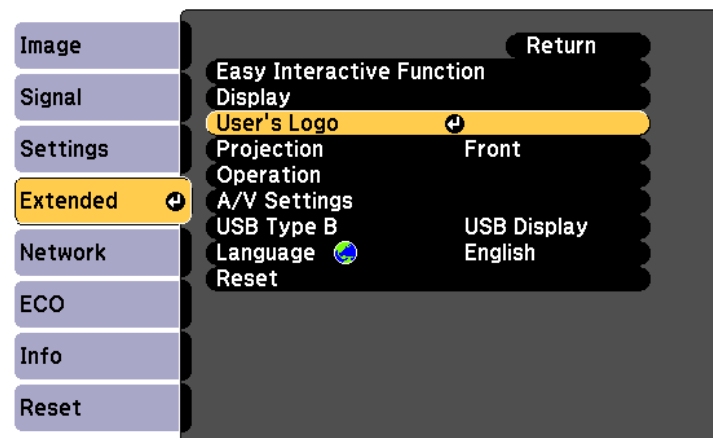 Image
Signal
Settings
Extended
Network
ECO
Info
Reset
Return
Easy Interactive Function
Display
User's Logo
Projection Front
Operation
A/V Settings
USB Type B USB Display
Language English
Reset